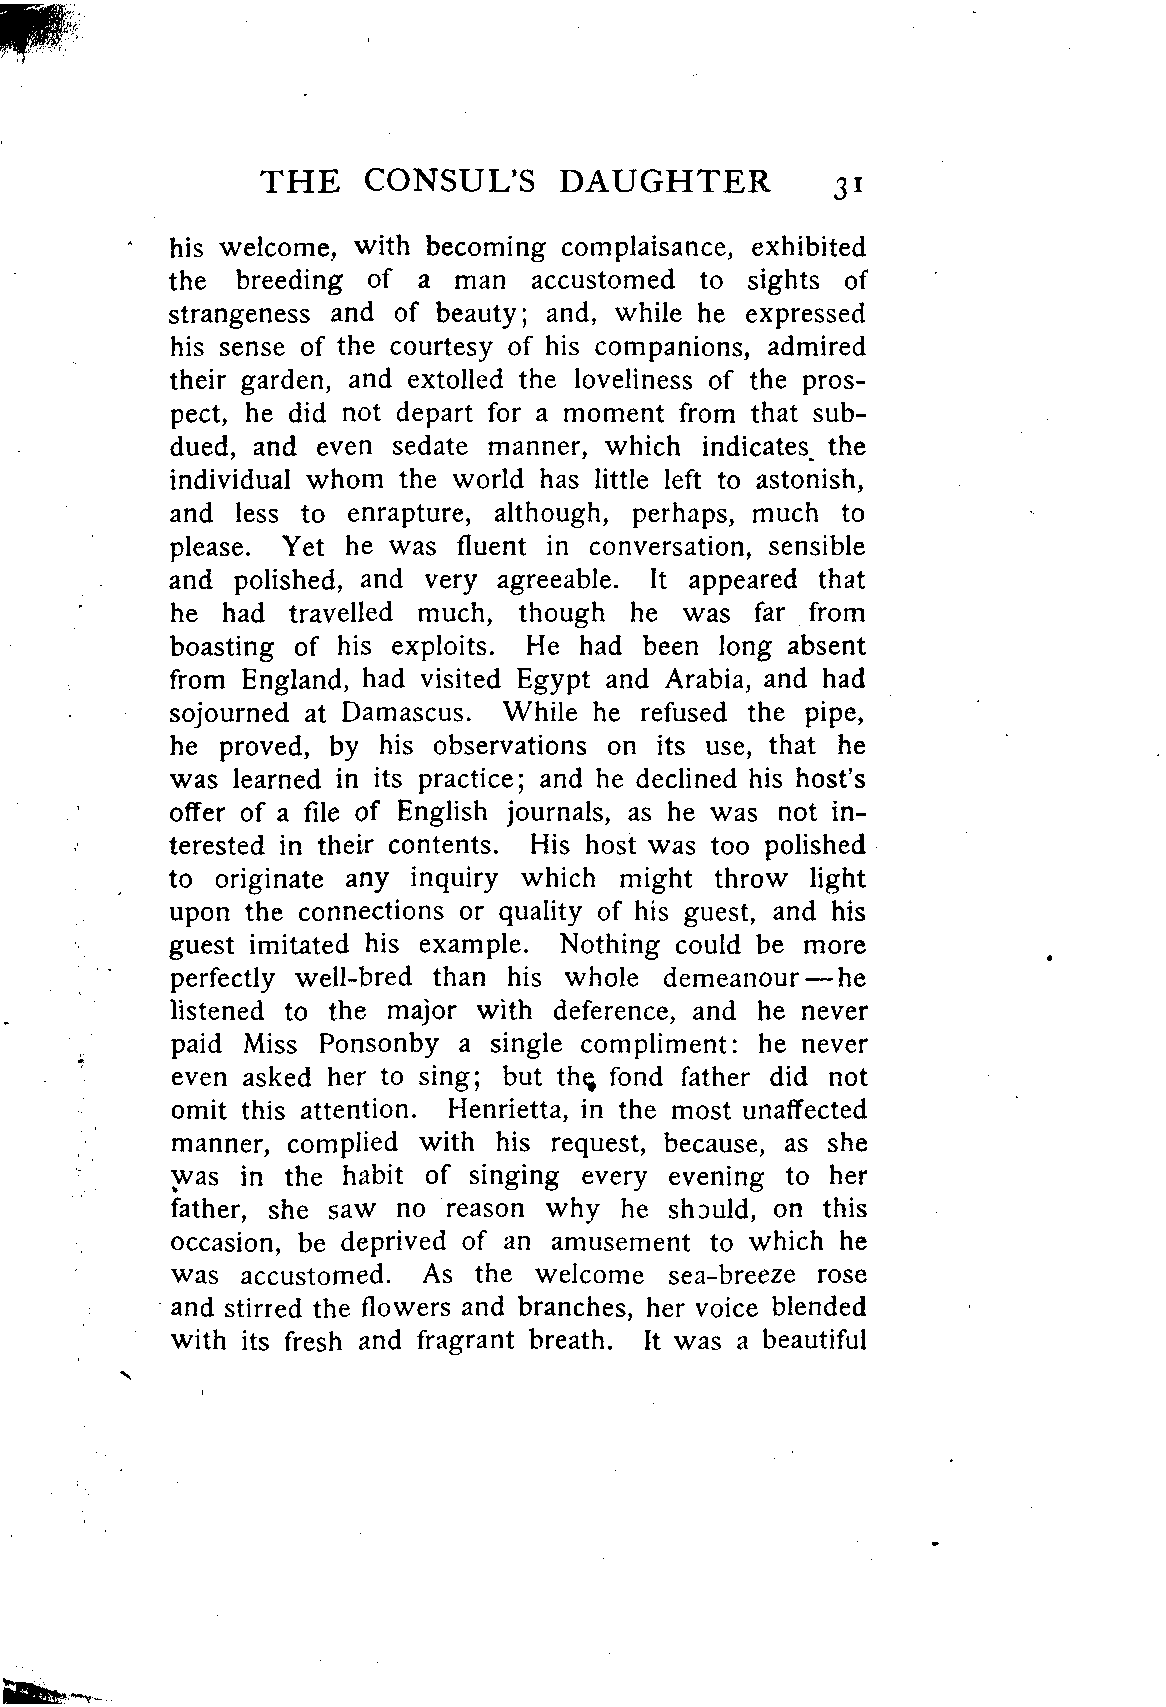 THE CONSUL'S DAUGHTER 31
his welcome, with becoming complaisance, exhibited
the breeding of a man accustomed to sights of
strangeness and of beauty; and, while he expressed
his sense of the courtesy of his companions, admired
their garden, and extolled the loveliness of the pros-
pect, he did not depart for a moment from that sub-
dued, and even sedate manner, which indicates the
individual whom the world has little left to astonish,
and less to enrapture, although, perhaps, much to
please. Yet he was fluent in conversation, sensible
and polished, and very agreeable. It appeared that
he had travelled much, though he was far from
boasting of his exploits. He had been long absent
from England, had visited Egypt and Arabia, and had
sojourned at Damascus. While he refused the pipe,
he proved, by his observations on its use, that he
was learned in its practice; and he declined his host's
offer of a file of English journals, as he was not in-
terested in their contents. His host was too polished
to originate any inquiry which might throw light
upon the connections or quality of his guest, and his
guest imitated his example. Nothing could be more
perfectly well-bred than his whole demeanour—he
listened to the major with deference, and he never
paid Miss Ponsonby a single compliment: he never
even asked her to sing; but the fond father did not
omit this attention. Henrietta, in the most unaffected
manner, complied with his request, because, as she
was in the habit of singing every evening to her
father, she saw no reason why he should, on this
occasion, be deprived of an amusement to which he
was accustomed. As the welcome sea-breeze rose
and stirred the flowers and branches, her voice blended
with its fresh and fragrant breath. It was a beautiful